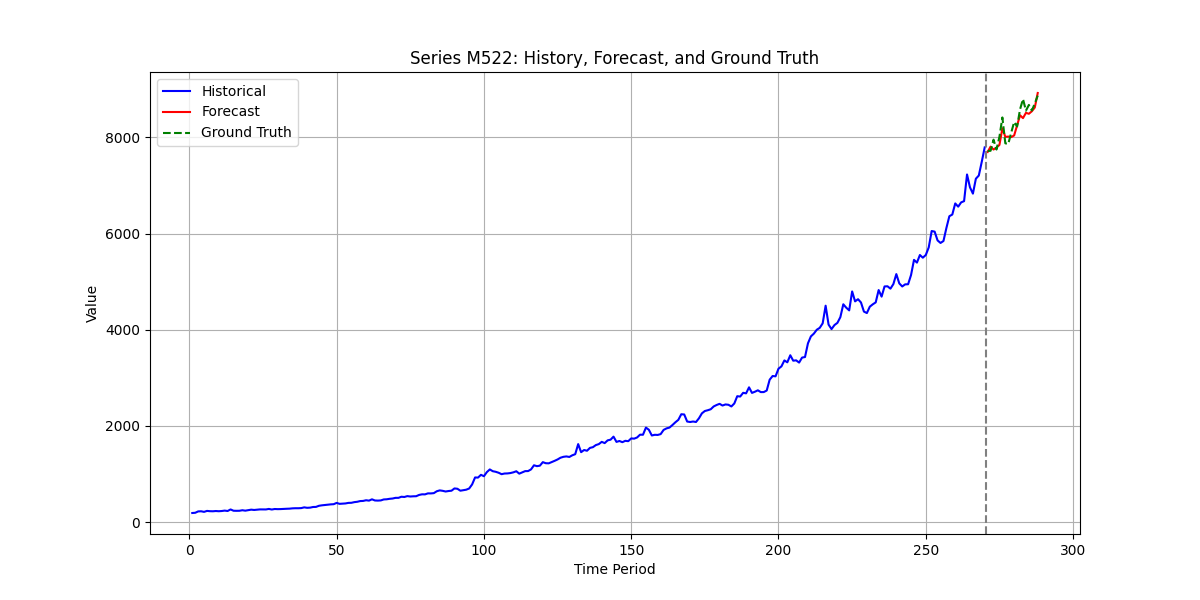 Series M522: History, Forecast, and Ground Truth
Historical
Forecast
Ground Truth
Value
8000
6000
4000
2000
0
0 50 100 150 200 250 300
Time Period